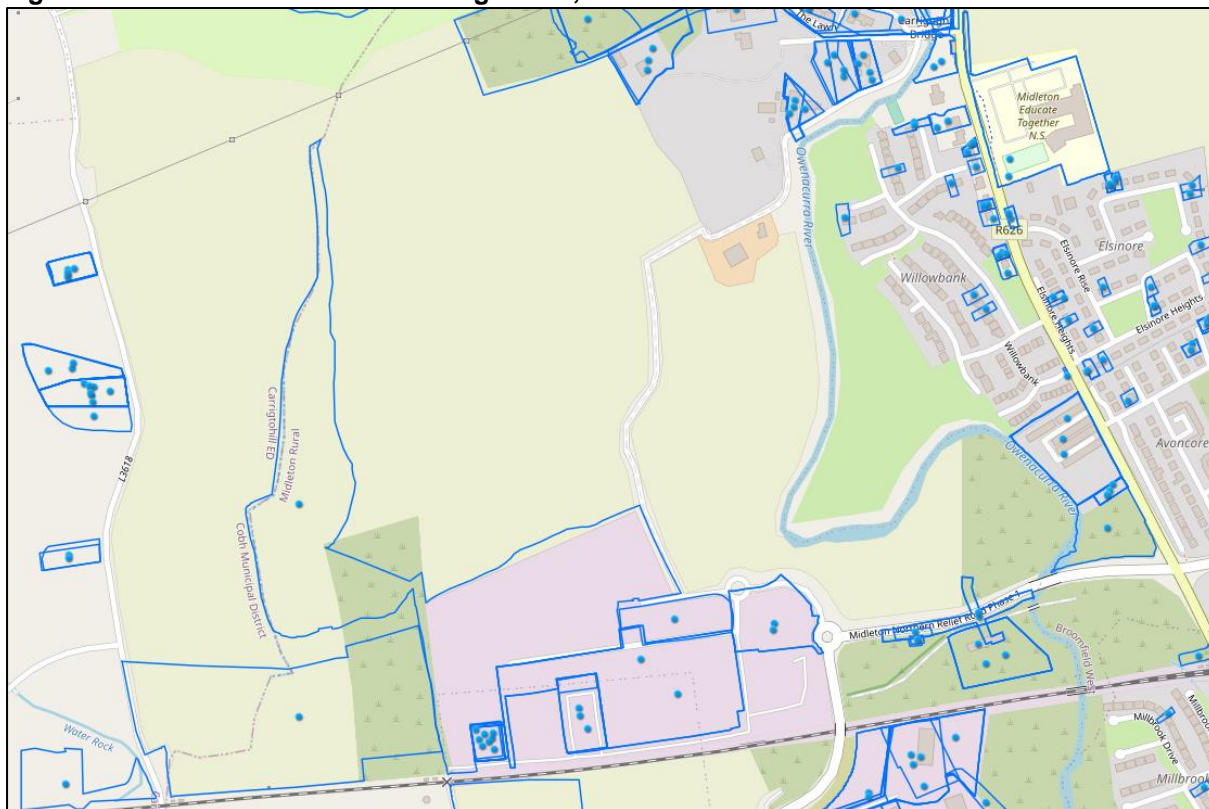 The Lawn
Carrigogna
Bridge
Midleton
Educate
Together
N.S.
Owenacurra River
R626
Elsinore
Elsinore Rise
Willowbank
Elsinore Heights
Elsinore Heights
Willowbank
Carrigtohill ED
Midleton Rural
L3618
Avoncore
Owenacurra River
Cobh Municipal District
Midleton Northern Relief Road Phase 1
Broomfield West
Water Rock
Millbrook Drive
Millbrook